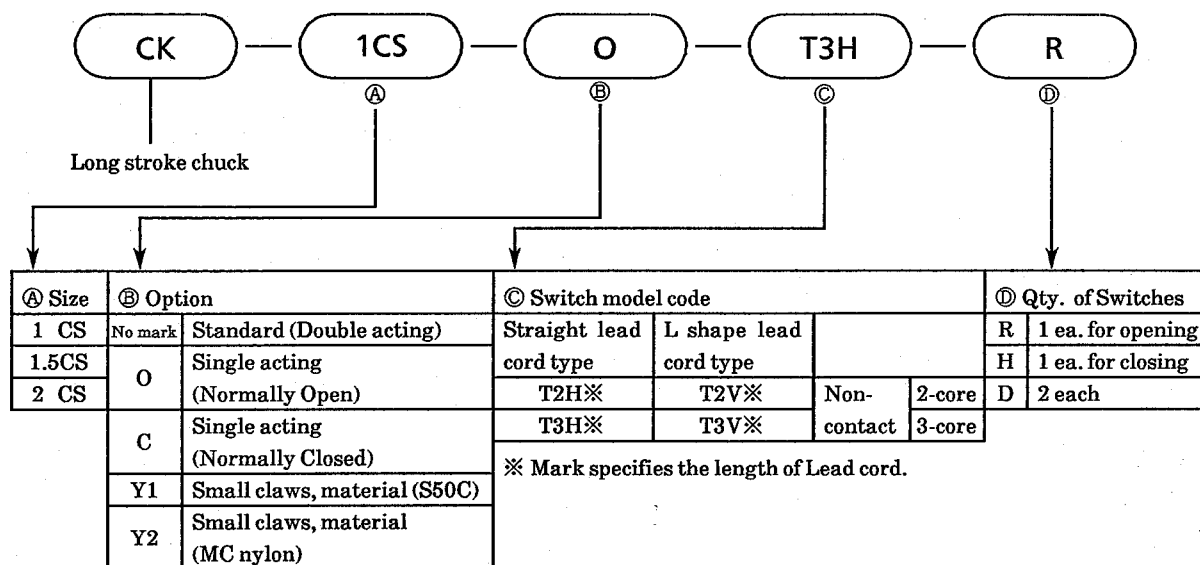 CK — 1CS — O — T3H — R
Ⓐ Ⓑ Ⓒ Ⓓ
Long stroke chuck
Ⓐ Size
1 CS
1.5CS
2 CS
Ⓑ Option
No mark Standard (Double acting)
O Single acting
(Normally Open)
C Single acting
(Normally Closed)
Y1 Small claws, material (S50C)
Y2 Small claws, material
(MC nylon)
Ⓒ Switch model code
Straight lead L shape lead
cord type cord type
T2H※ T2V※ Non- 2-core
T3H※ T3V※ contact 3-core
※ Mark specifies the length of Lead cord.
Ⓓ Qty. of Switches
R 1 ea. for opening
H 1 ea. for closing
D 2 each